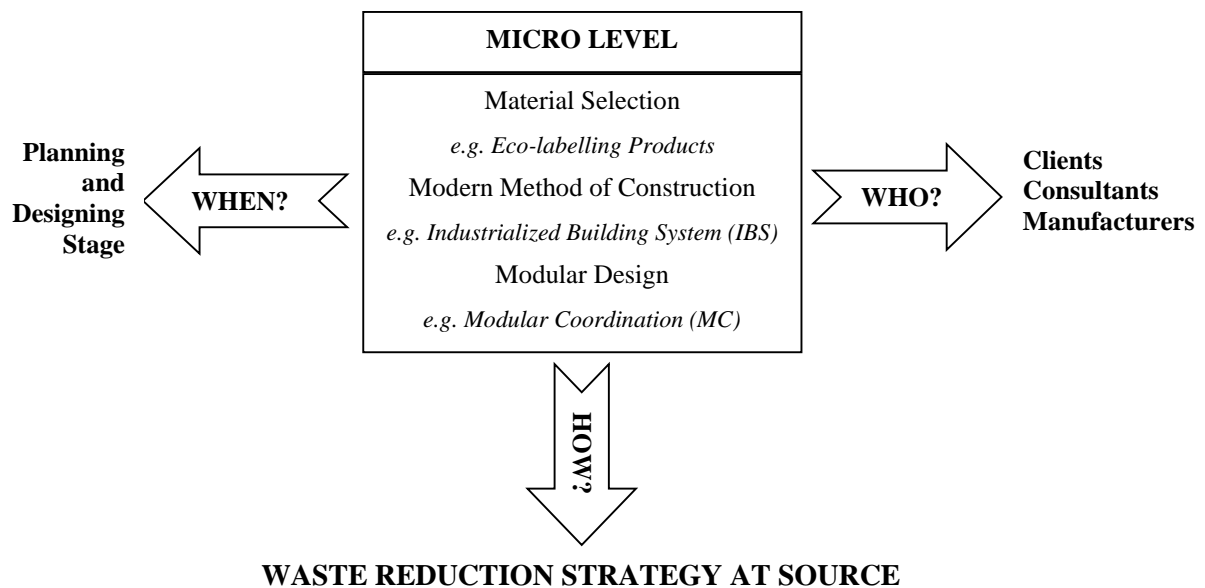 MICRO LEVEL
Material Selection
e.g. Eco-labelling Products
Modern Method of Construction
e.g. Industrialized Building System (IBS)
Modular Design
e.g. Modular Coordination (MC)
Planning
and
Designing
Stage
WHEN?
WHO?
Clients
Consultants
Manufacturers
HOW?
WASTE REDUCTION STRATEGY AT SOURCE